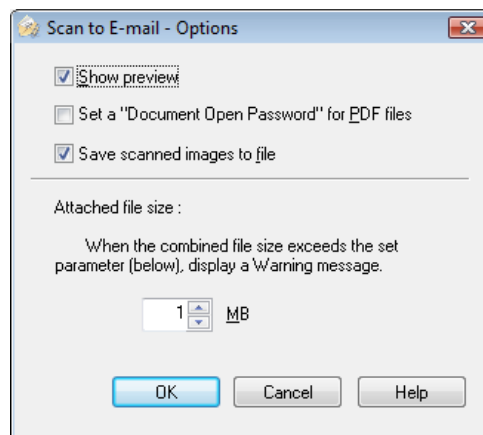 Scan to E-mail - Options
Show preview
Set a "Document Open Password" for PDF files
Save scanned images to file
Attached file size :
When the combined file size exceeds the set
parameter (below), display a Warning message.
1 MB
OK Cancel Help